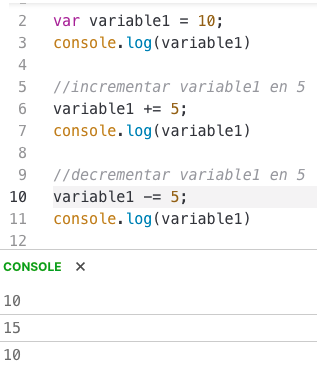 2 var variable1 = 10;
3 console.log(variable1)
4
5 //incrementar variable1 en 5
6 variable1 += 5;
7 console.log(variable1)
8
9 //decrementar variable1 en 5
10 variable1 -= 5;
11 console.log(variable1)
12
CONSOLE ×
10
15
10